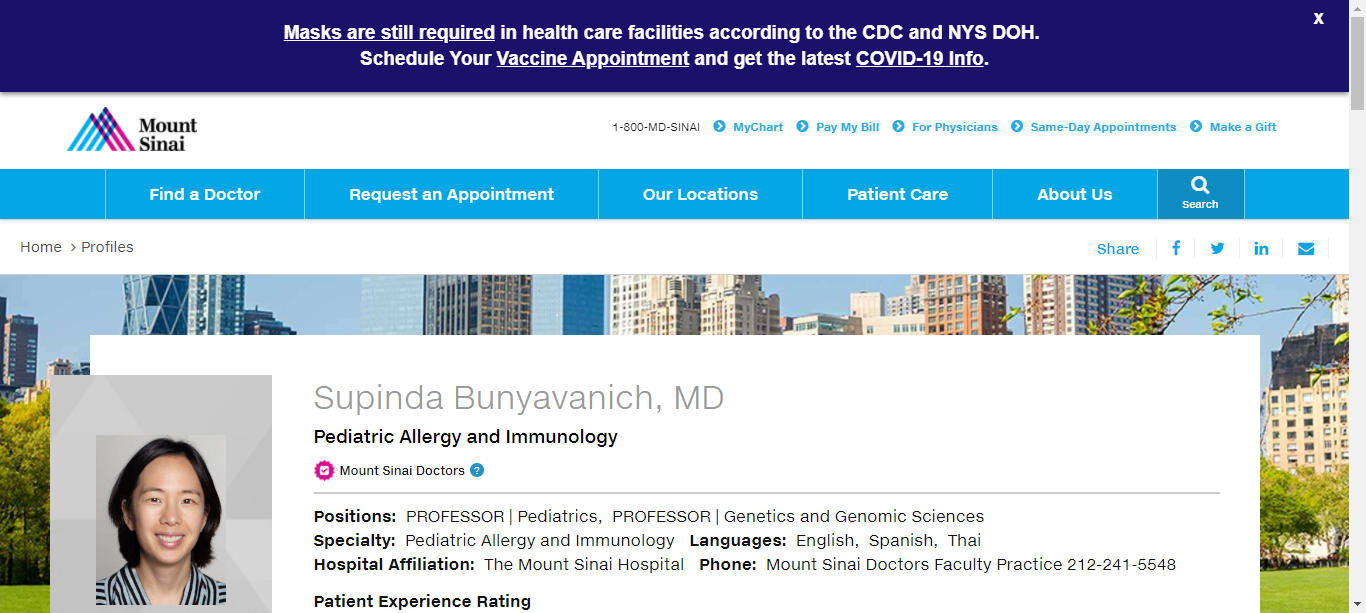 Masks are still required in health care facilities according to the CDC and NYS DOH.
X
Schedule Your Vaccine Appointment and get the latest COVID-19 Info.
Mount
Sinai
1-800-MD-SINAI MyChart Pay My Bill For Physicians Same-Day Appointments Make a Gift
Find a Doctor Request an Appointment Our Locations Patient Care About Us Search
Home > Profiles
Share
Supinda Bunyavanich, MD
Pediatric Allergy and Immunology
Mount Sinai Doctors ?
Positions: PROFESSOR | Pediatrics, PROFESSOR | Genetics and Genomic Sciences
Specialty: Pediatric Allergy and Immunology Languages: English, Spanish, Thai
Hospital Affiliation: The Mount Sinai Hospital Phone: Mount Sinai Doctors Faculty Practice 212-241-5548
Patient Experience Rating